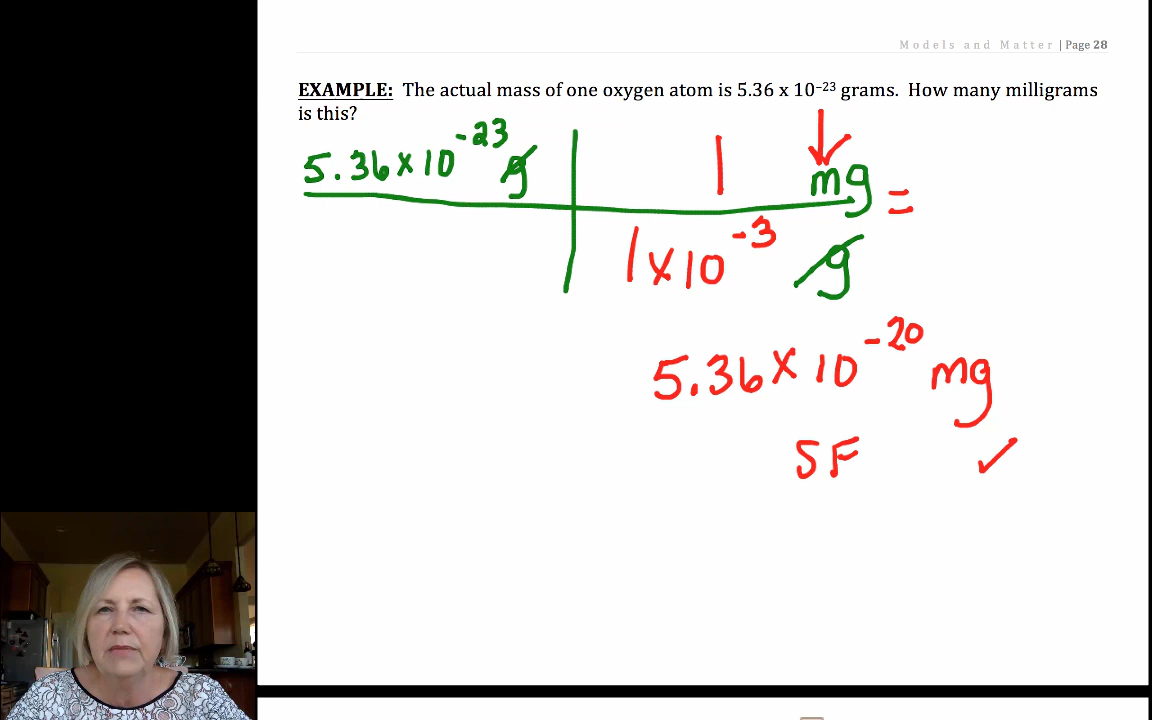 Models and Matter | Page 28
EXAMPLE: The actual mass of one oxygen atom is 5.36 x 10⁻²³ grams. How many milligrams
is this?
5.36 × 10⁻²³ g | 1 mg =
1 × 10⁻³ g
5.36 × 10⁻²⁰ mg
SF ✓